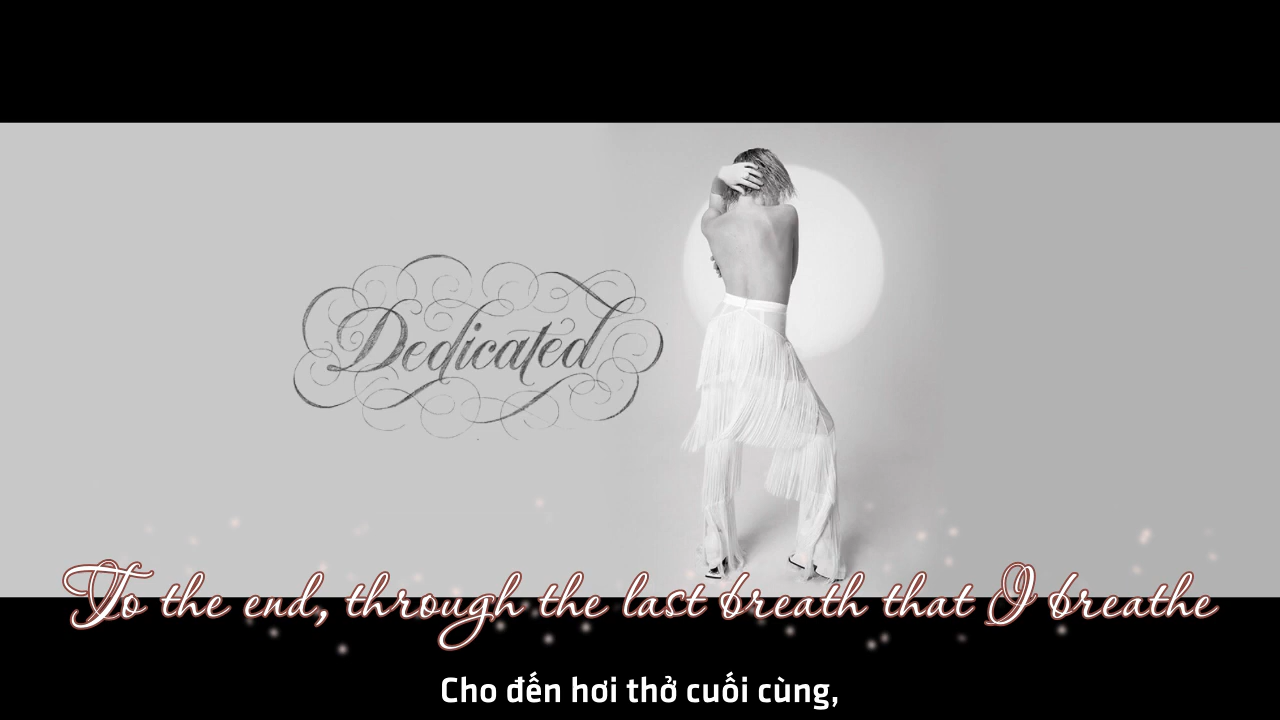 Dedicated
To the end, through the last breath that I breathe
Cho đến hơi thở cuối cùng,